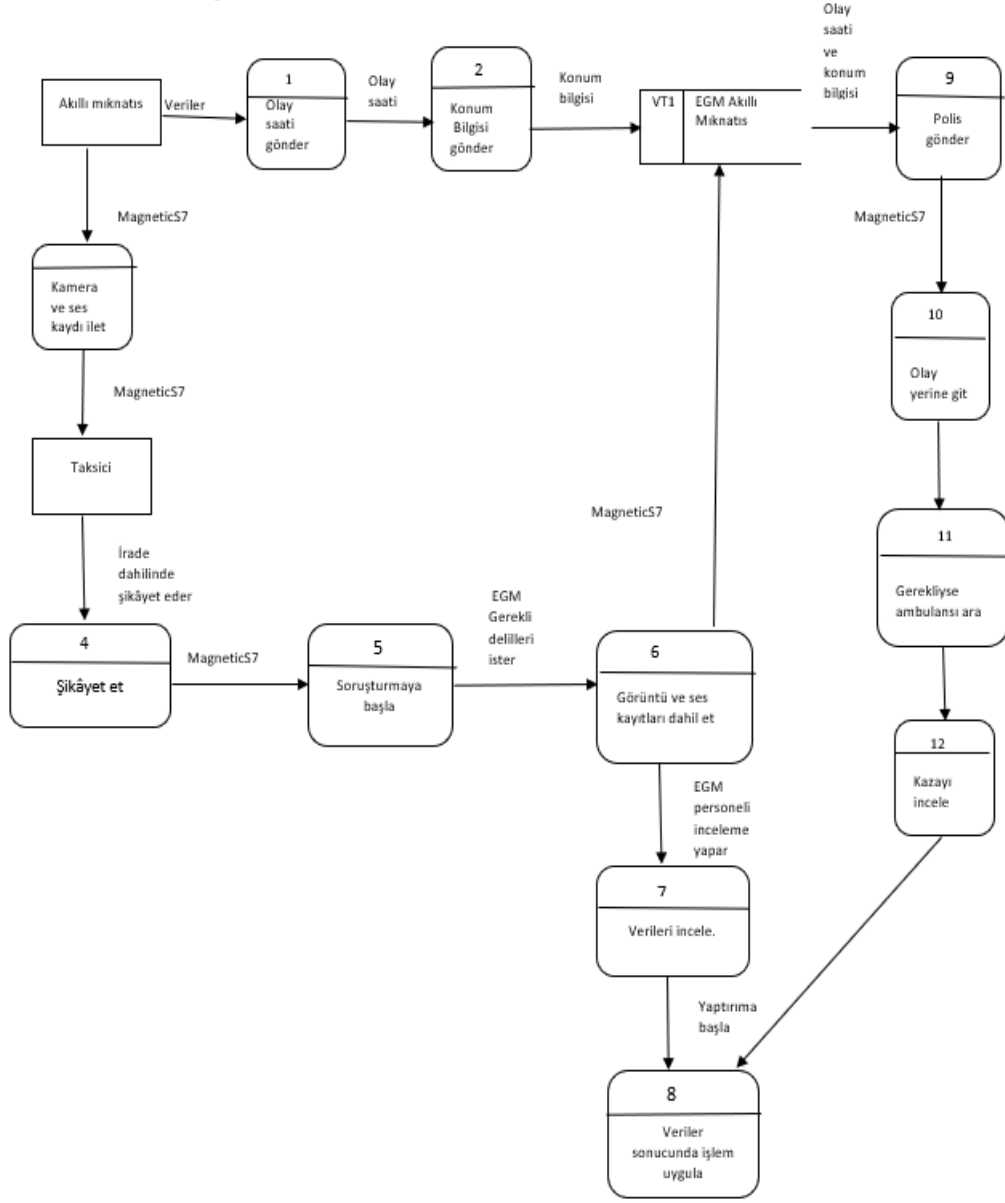 Akıllı mıknatıs
Veriler
1
Olay
saati
gönder
Olay
saati
2
Konum
Bilgisi
gönder
Konum
bilgisi
VT1
EGM Akıllı
Mıknatıs
Olay
saati
ve
konum
bilgisi
9
Polis
gönder
MagneticS7
MagneticS7
Kamera
ve ses
kaydı ilet
10
Olay
yerine git
MagneticS7
Taksici
MagneticS7
11
Gerekliyse
ambulansı ara
İrade
dahilinde
şikâyet eder
4
Şikâyet et
MagneticS7
5
Soruşturmaya
başla
EGM
Gerekli
delilleri
ister
6
Görüntü ve ses
kayıtları dahil et
12
Kazayı
incele
EGM
personeli
inceleme
yapar
7
Verileri incele.
Yaptırıma
başla
8
Veriler
sonucunda işlem
uygula